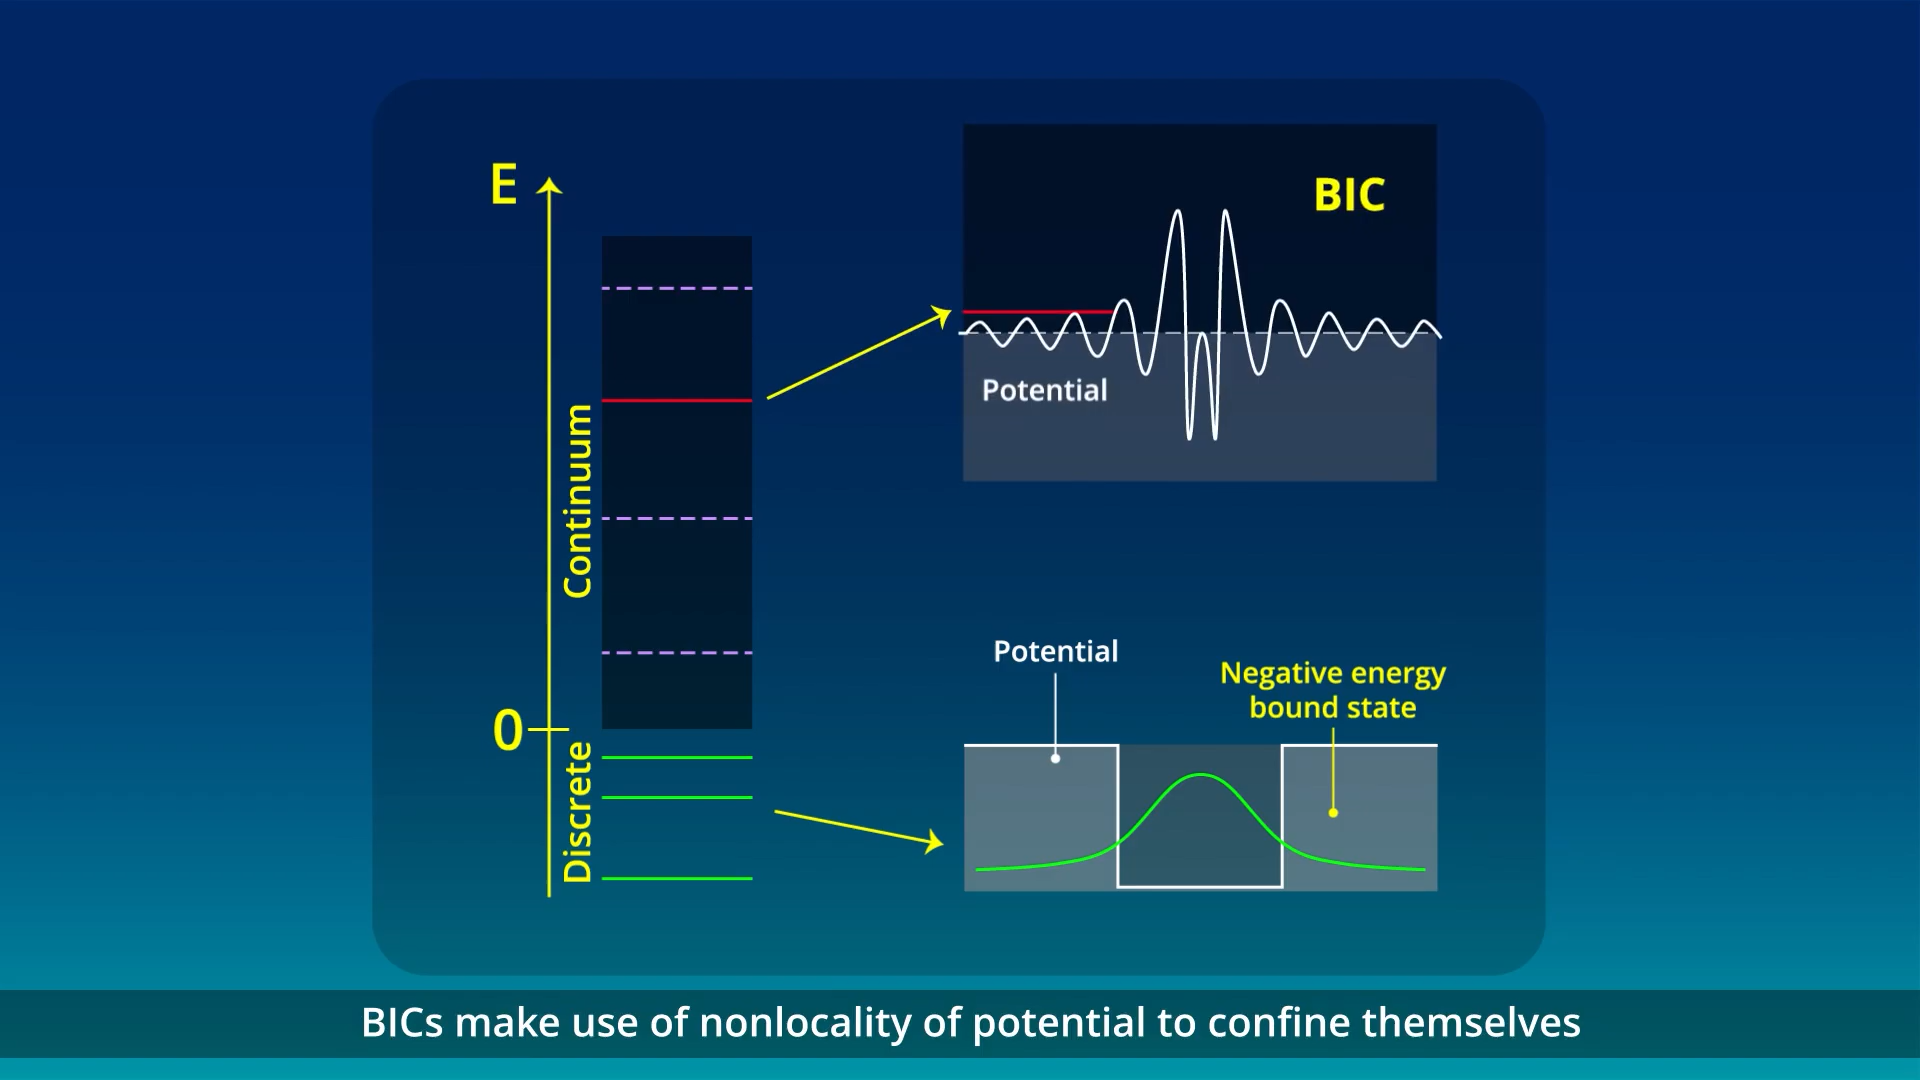 E
BIC
Potential
Continuum
Potential
Negative energy
bound state
0
Discrete
BICs make use of nonlocality of potential to confine themselves